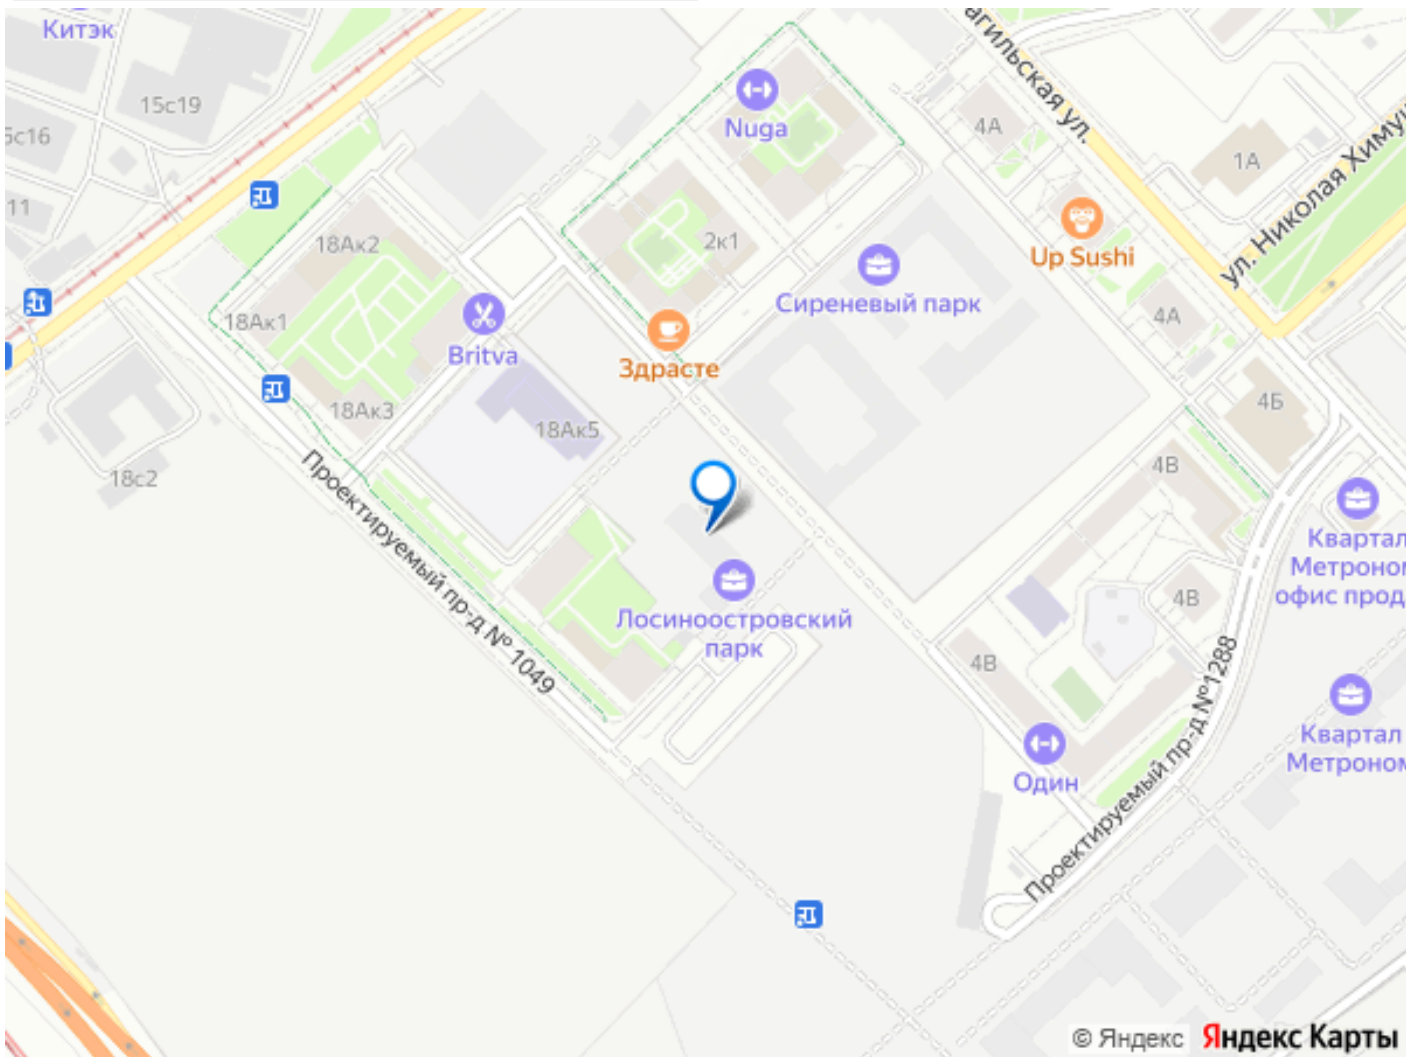 Китэк
15с19
5с16
11
агильская ул.
Nuga
4А
1А
ул. Николая Химу
Up Sushi
18Ак2
2к1
Сиреневый парк
18Ак1
Britva
Здрасте
4А
18Ак3
18Ак5
4Б
18с2
4В
Проектируемый пр-д № 1049
Квартал
Метроном
офис прод
Лосиноостровский
парк
4В
4В
Проектируемый пр-д №1288
Один
Квартал
Метроном
© Яндекс Яндекс Карты